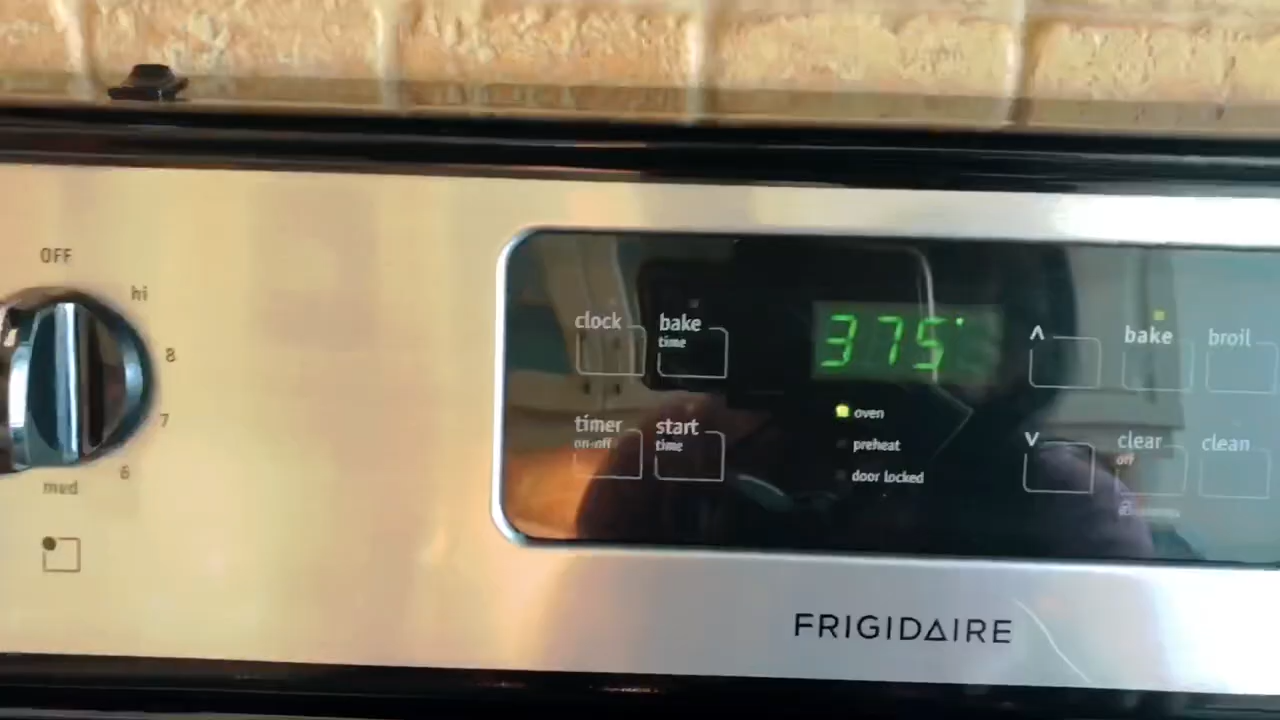 OFF
hi
8
7
6
med
clock
bake
time
375°
^
bake
broil
oven
timer
on-off
start
time
preheat
v
clear
off
clean
door locked
FRIGIDAIRE